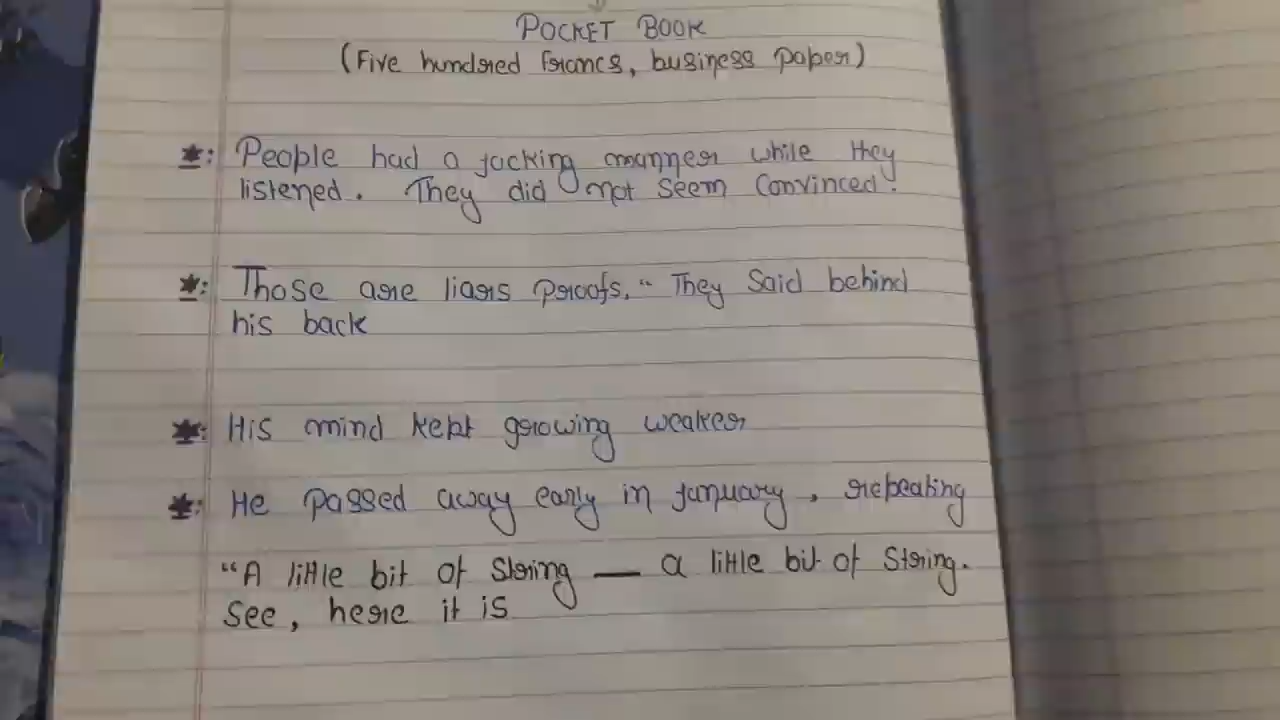 POCKET BOOK
(Five hundred francs, business paper)
*: People had a jocking manner while they
listened. They did not seem Convinced.
*: Those are liars proofs." They Said behind
his back
*: His mind kept growing weaker
*: He passed away early in january, repeating
"A little bit of String — a little bit of String.
See, here it is